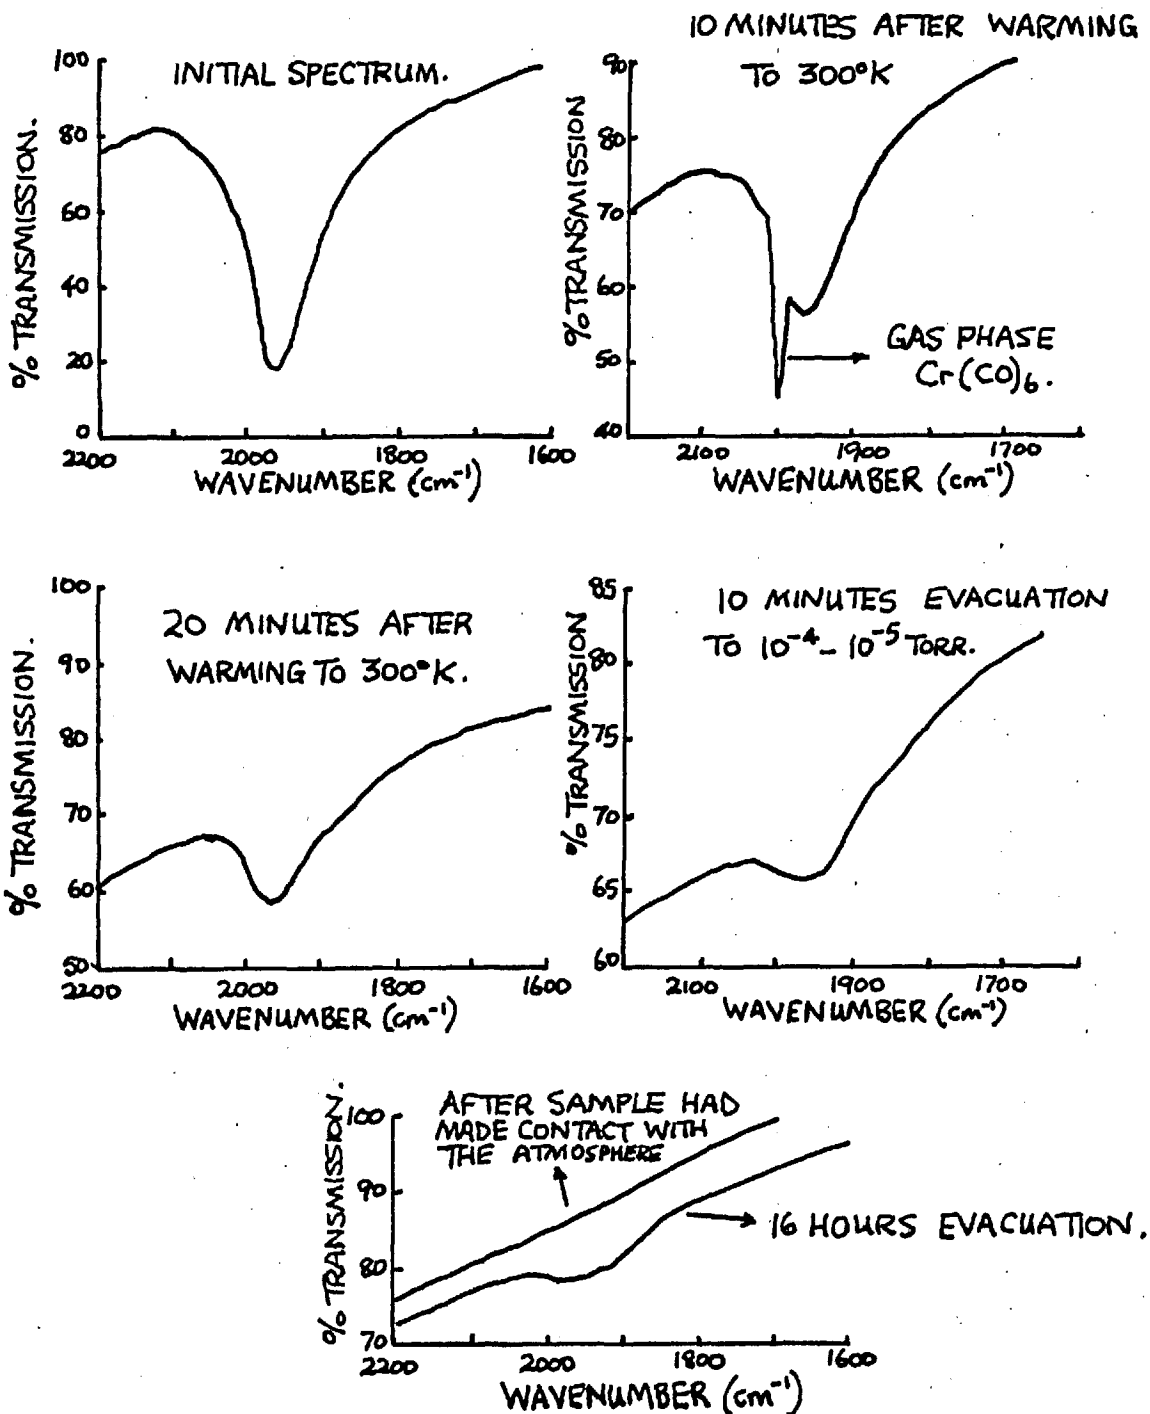 INITIAL SPECTRUM.
% TRANSMISSION.
100
80
60
40
20
0
2200
2000
1800
1600
WAVENUMBER (cm⁻¹)
10 MINUTES AFTER WARMING
TO 300°K
% TRANSMISSION
90
80
70
60
50
40
GAS PHASE
Cr(CO)₆.
2100
1900
1700
WAVENUMBER (cm⁻¹)
20 MINUTES AFTER
WARMING TO 300°K.
% TRANSMISSION.
100
90
80
70
60
50
2200
2000
1800
1600
WAVENUMBER (cm⁻¹)
10 MINUTES EVACUATION
TO 10⁻⁴ – 10⁻⁵ TORR.
% TRANSMISSION
85
80
75
70
65
60
2100
1900
1700
WAVENUMBER (cm⁻¹)
AFTER SAMPLE HAD
MADE CONTACT WITH
THE ATMOSPHERE
16 HOURS EVACUATION.
% TRANSMISSION.
100
90
80
70
2200
2000
1800
1600
WAVENUMBER (cm⁻¹)